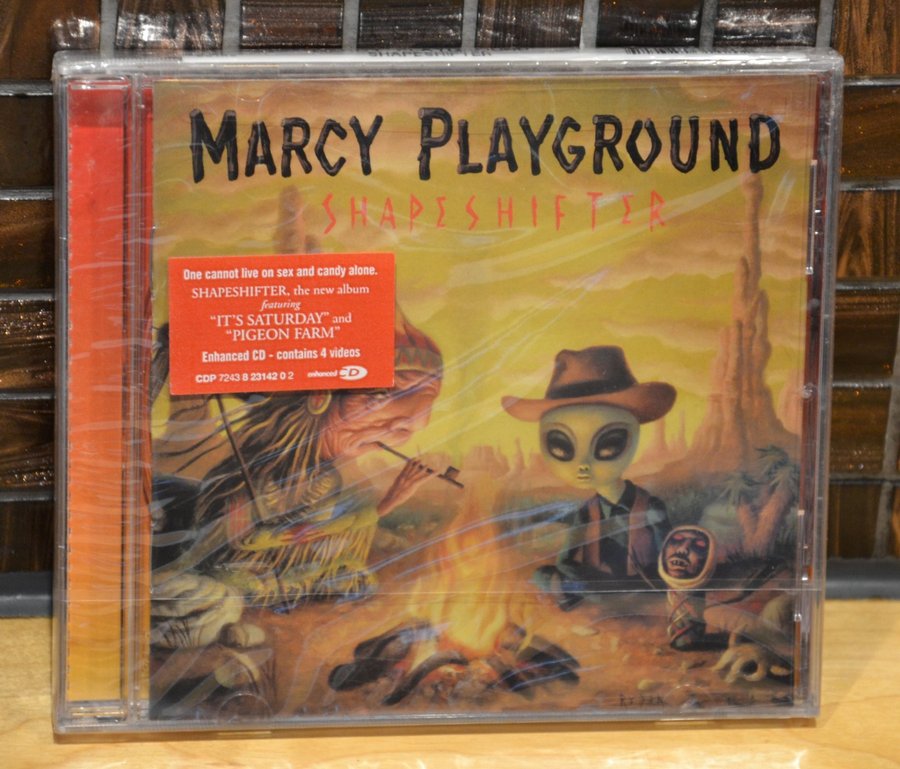 SHAPESHIFTER
MARCY PLAYGROUND
SHAPESHIFTER
One cannot live on sex and candy alone.
SHAPESHIFTER, the new album
featuring
"IT'S SATURDAY" and
"PIGEON FARM"
Enhanced CD - contains 4 videos
CDP 7243 8 23142 0 2 enhanced CD